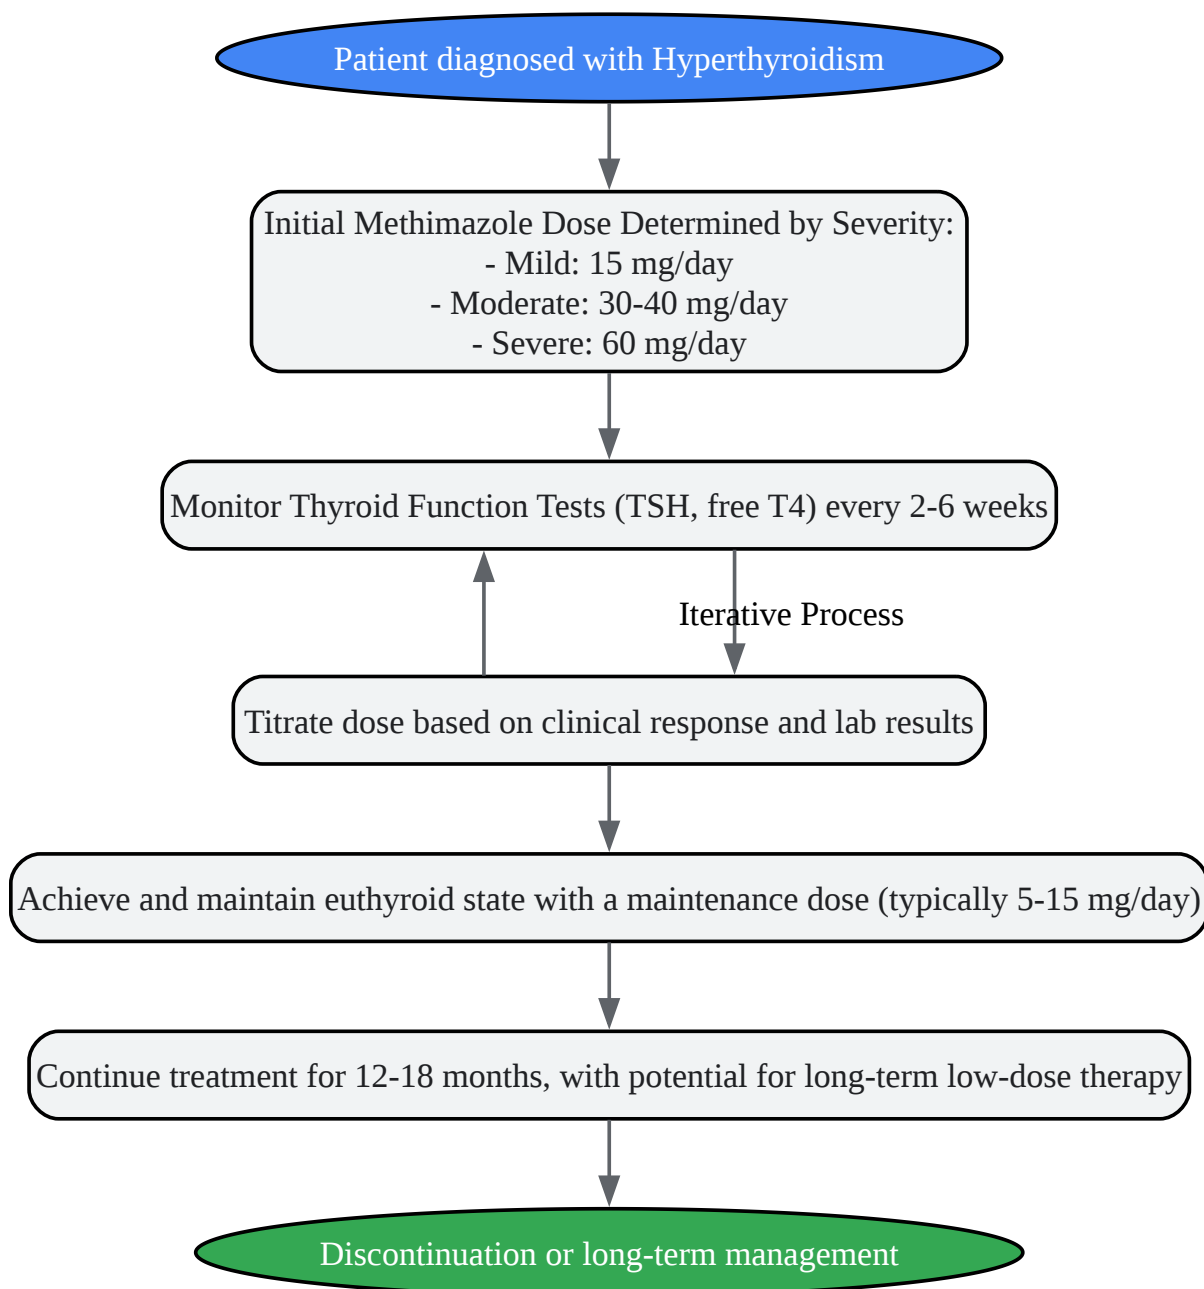 Patient diagnosed with Hyperthyroidism
Initial Methimazole Dose Determined by Severity:
- Mild: 15 mg/day
- Moderate: 30-40 mg/day
- Severe: 60 mg/day
Monitor Thyroid Function Tests (TSH, free T4) every 2-6 weeks
Iterative Process
Titrate dose based on clinical response and lab results
Achieve and maintain euthyroid state with a maintenance dose (typically 5-15 mg/day)
Continue treatment for 12-18 months, with potential for long-term low-dose therapy
Discontinuation or long-term management